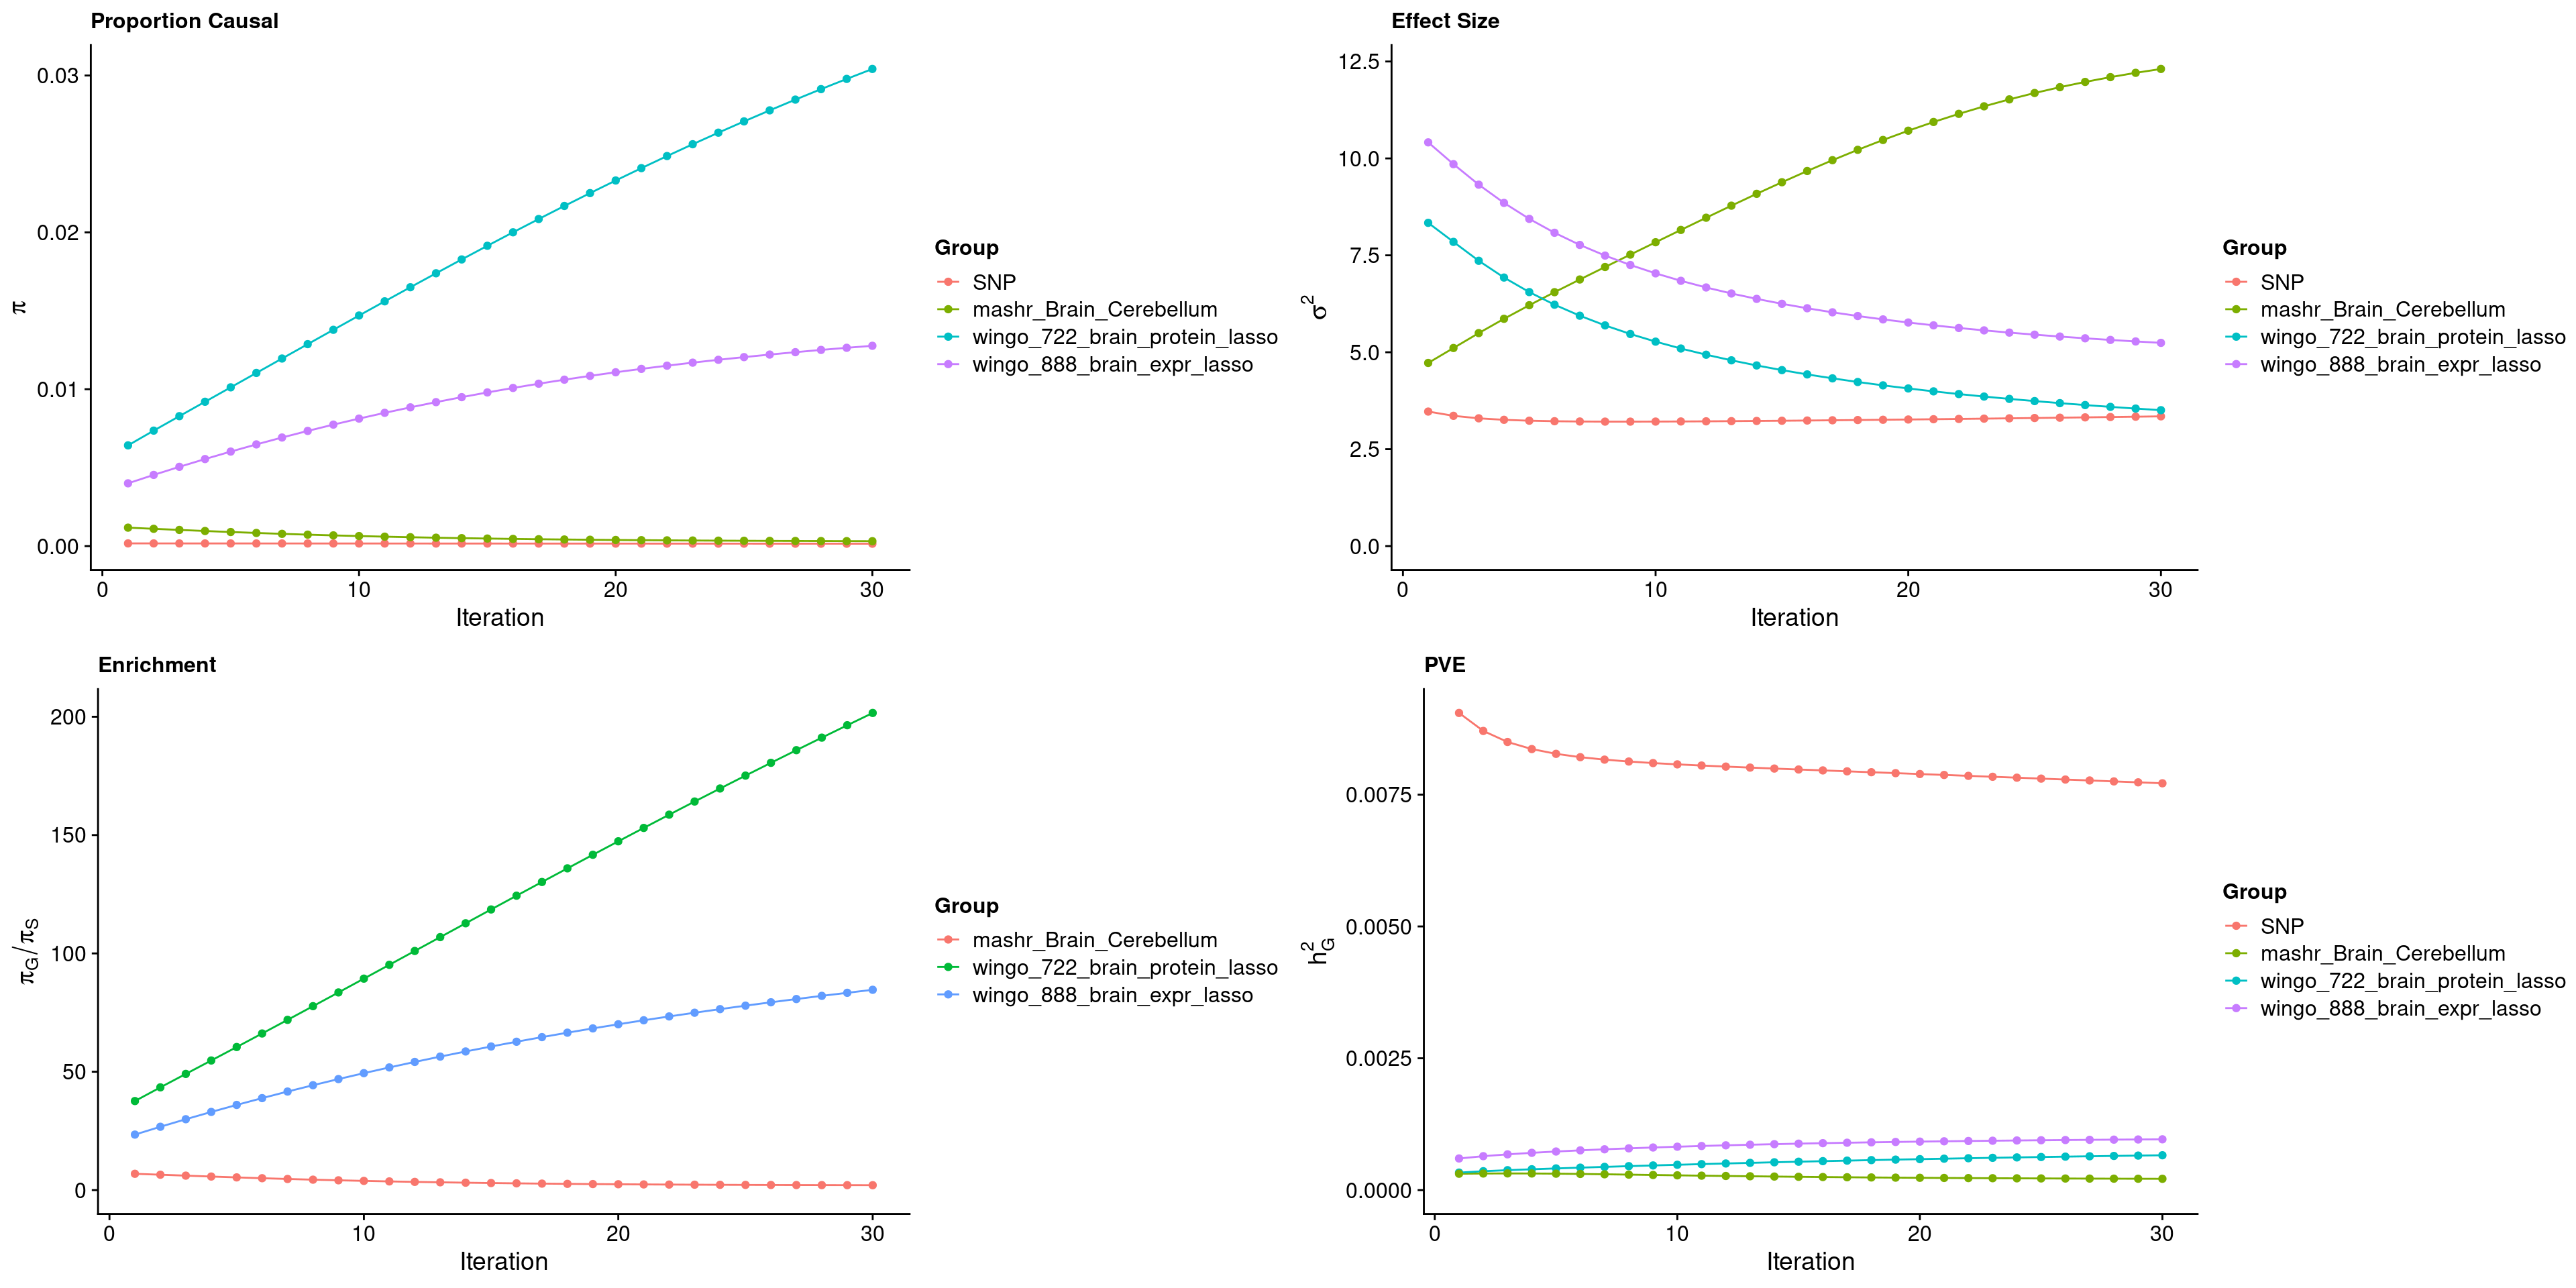 Proportion Causal
0.03
0.02
0.01
0.00
π
0
10
20
30
Iteration
Group
SNP
mashr_Brain_Cerebellum
wingo_722_brain_protein_lasso
wingo_888_brain_expr_lasso
Effect Size
12.5
10.0
7.5
5.0
2.5
0.0
σ²
0
10
20
30
Iteration
Group
SNP
mashr_Brain_Cerebellum
wingo_722_brain_protein_lasso
wingo_888_brain_expr_lasso
Enrichment
200
150
100
50
0
π_G/π_S
0
10
20
30
Iteration
Group
mashr_Brain_Cerebellum
wingo_722_brain_protein_lasso
wingo_888_brain_expr_lasso
PVE
0.0075
0.0050
0.0025
0.0000
h²_G
0
10
20
30
Iteration
Group
SNP
mashr_Brain_Cerebellum
wingo_722_brain_protein_lasso
wingo_888_brain_expr_lasso